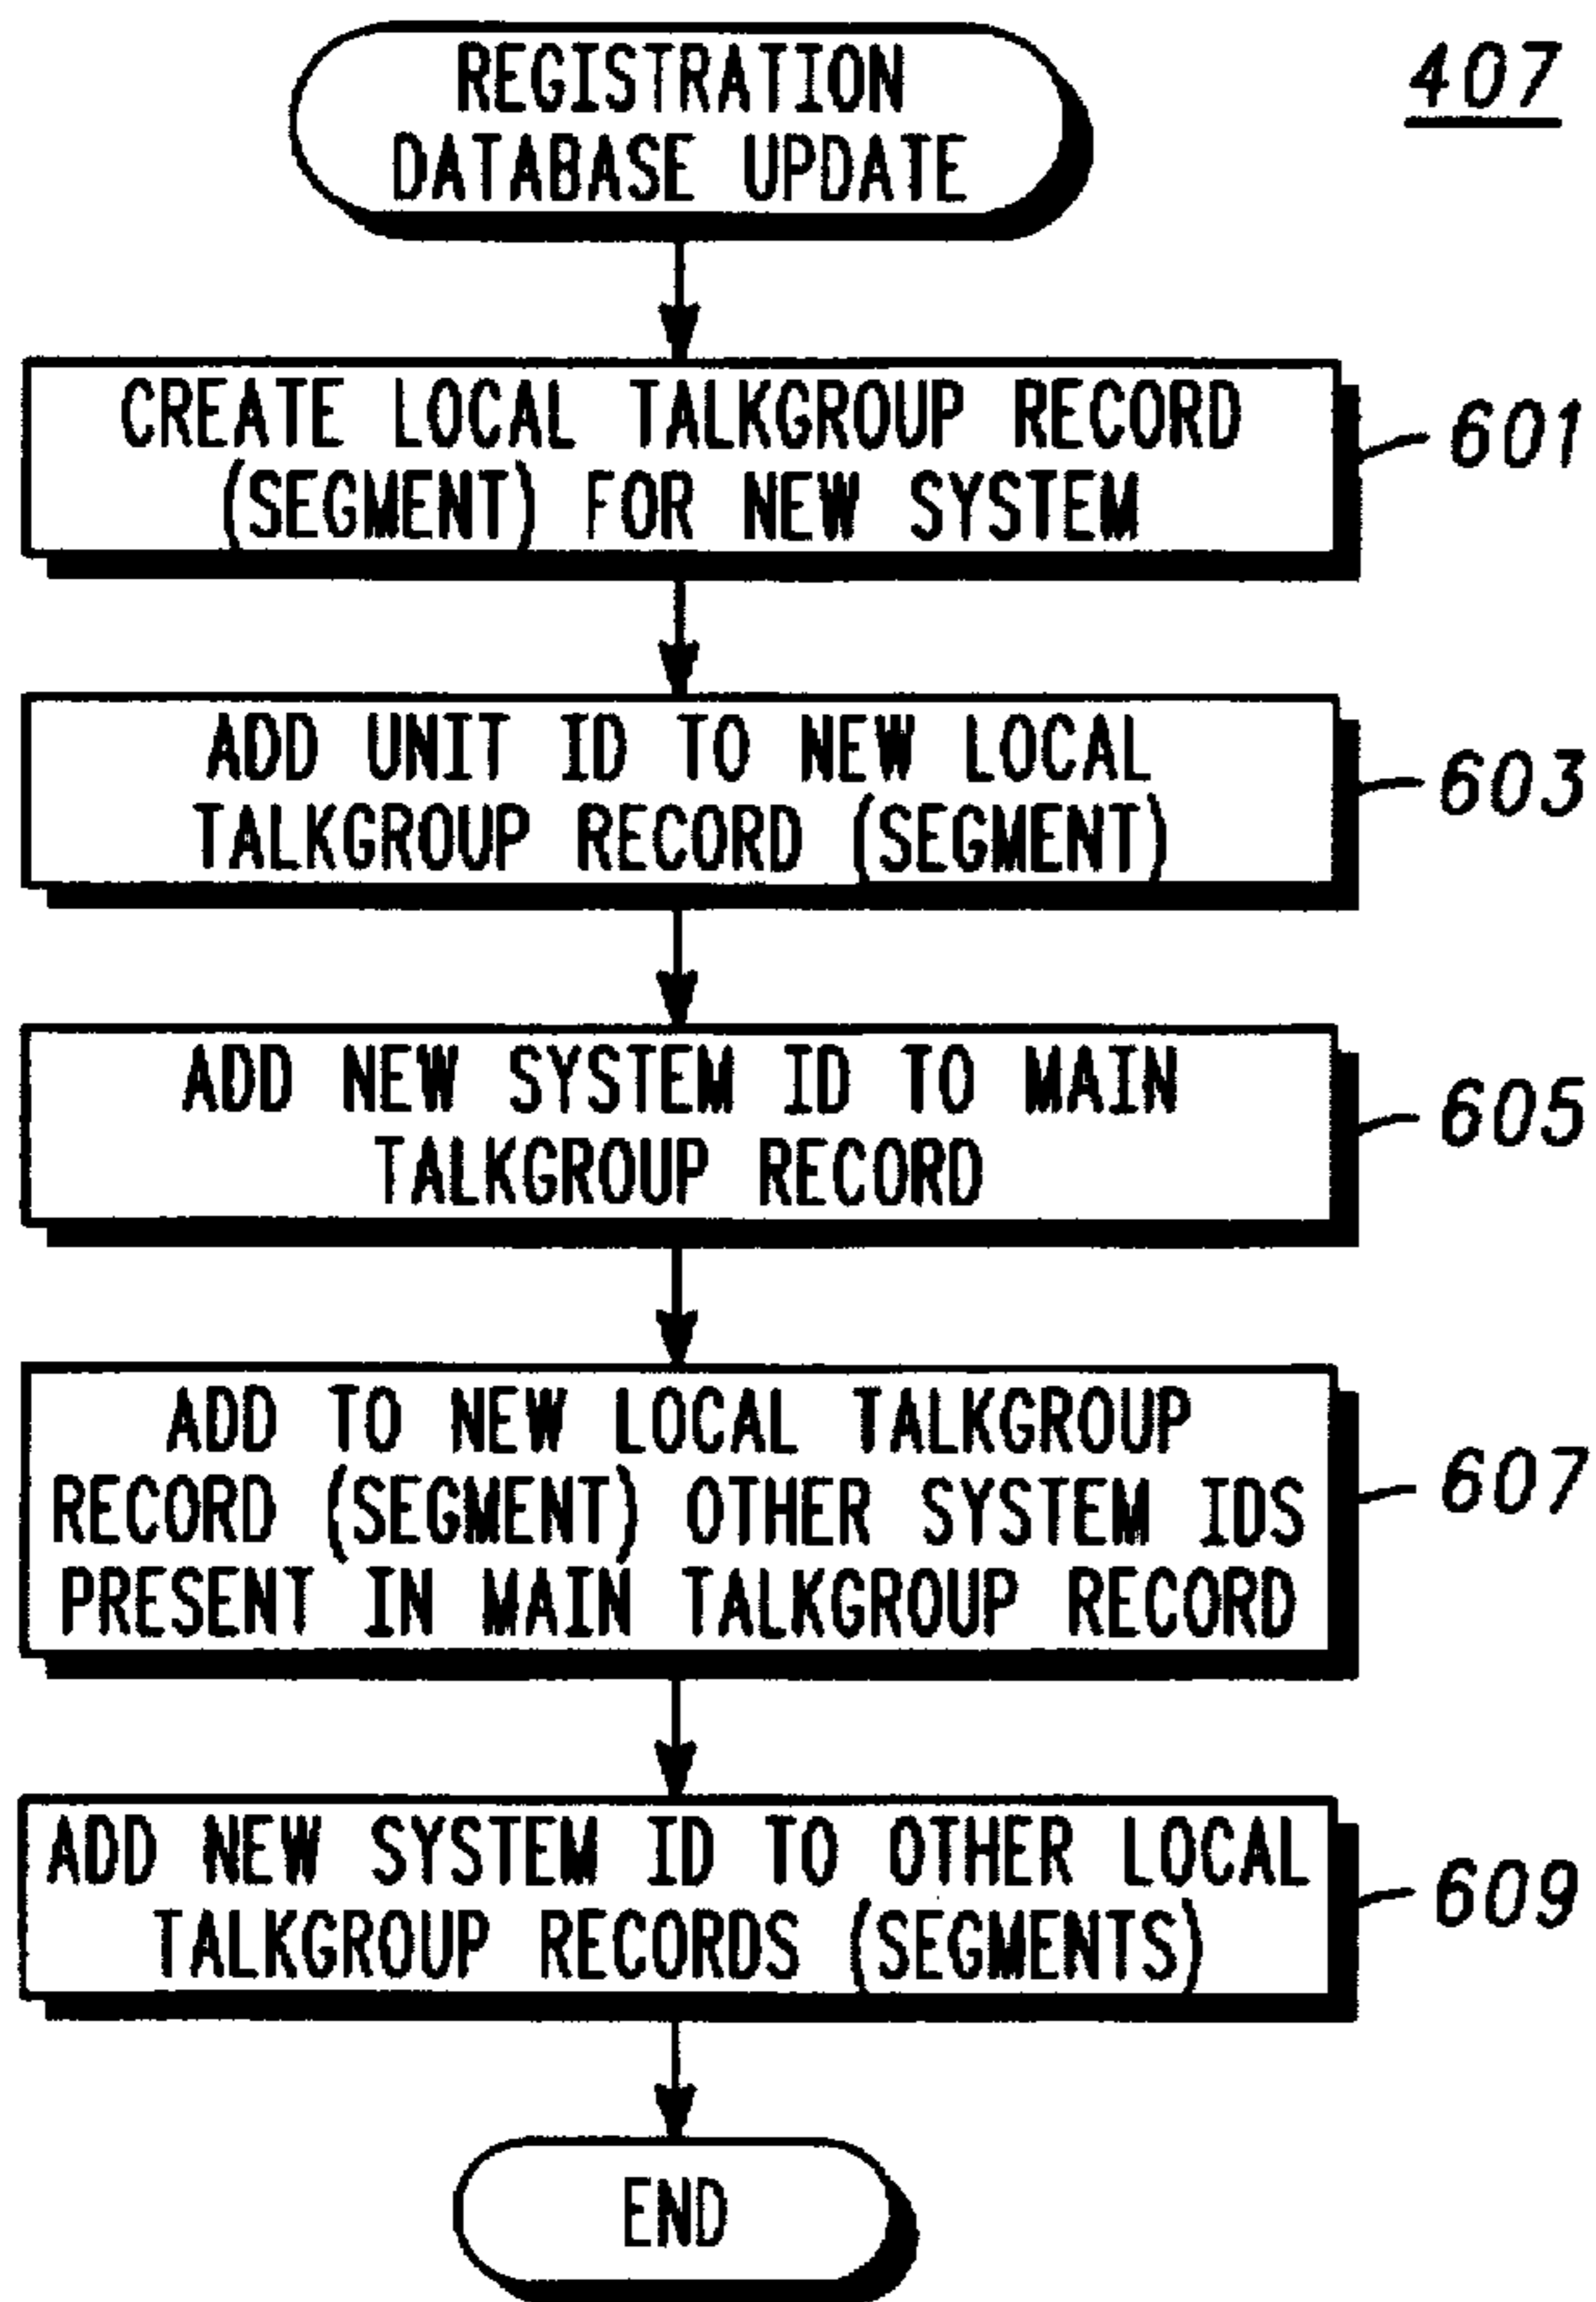 REGISTRATION
DATABASE UPDATE
407
CREATE LOCAL TALKGROUP RECORD
(SEGMENT) FOR NEW SYSTEM
601
ADD UNIT ID TO NEW LOCAL
TALKGROUP RECORD (SEGMENT)
603
ADD NEW SYSTEM ID TO MAIN
TALKGROUP RECORD
605
ADD TO NEW LOCAL TALKGROUP
RECORD (SEGMENT) OTHER SYSTEM IDS
PRESENT IN MAIN TALKGROUP RECORD
607
ADD NEW SYSTEM ID TO OTHER LOCAL
TALKGROUP RECORDS (SEGMENTS)
609
END